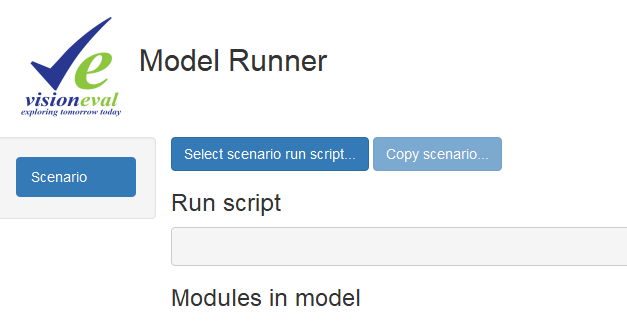 Model Runner
visioneval
exploring tomorrow today
Scenario
Select scenario run script... Copy scenario...
Run script
Modules in model